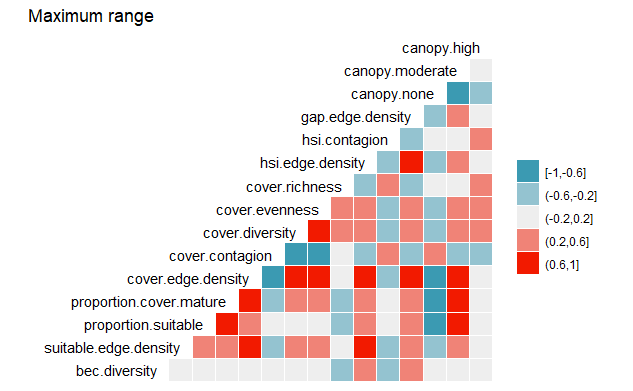 Maximum range
canopy.high
canopy.moderate
canopy.none
gap.edge.density
hsi.contagion
hsi.edge.density
cover.richness
cover.evenness
cover.diversity
cover.contagion
cover.edge.density
proportion.cover.mature
proportion.suitable
suitable.edge.density
bec.diversity
[-1,-0.6]
(-0.6,-0.2]
(-0.2,0.2]
(0.2,0.6]
(0.6,1]